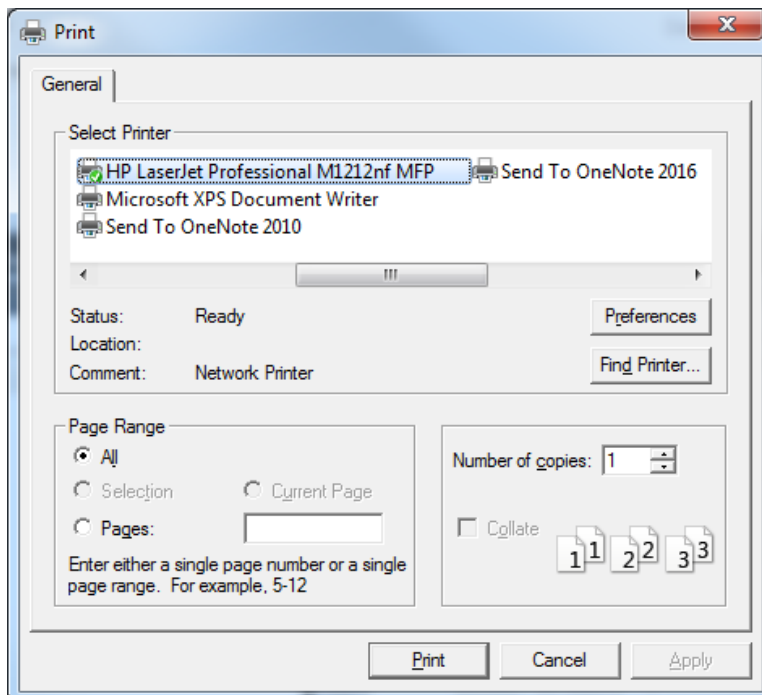 Print
General
Select Printer
HP LaserJet Professional M1212nf MFP
Send To OneNote 2016
Microsoft XPS Document Writer
Send To OneNote 2010
Status: Ready
Location:
Comment: Network Printer
Preferences
Find Printer...
Page Range
All
Selection Current Page
Pages:
Enter either a single page number or a single
page range. For example, 5-12
Number of copies: 1
Collate
1 1 2 2 3 3
Print Cancel Apply